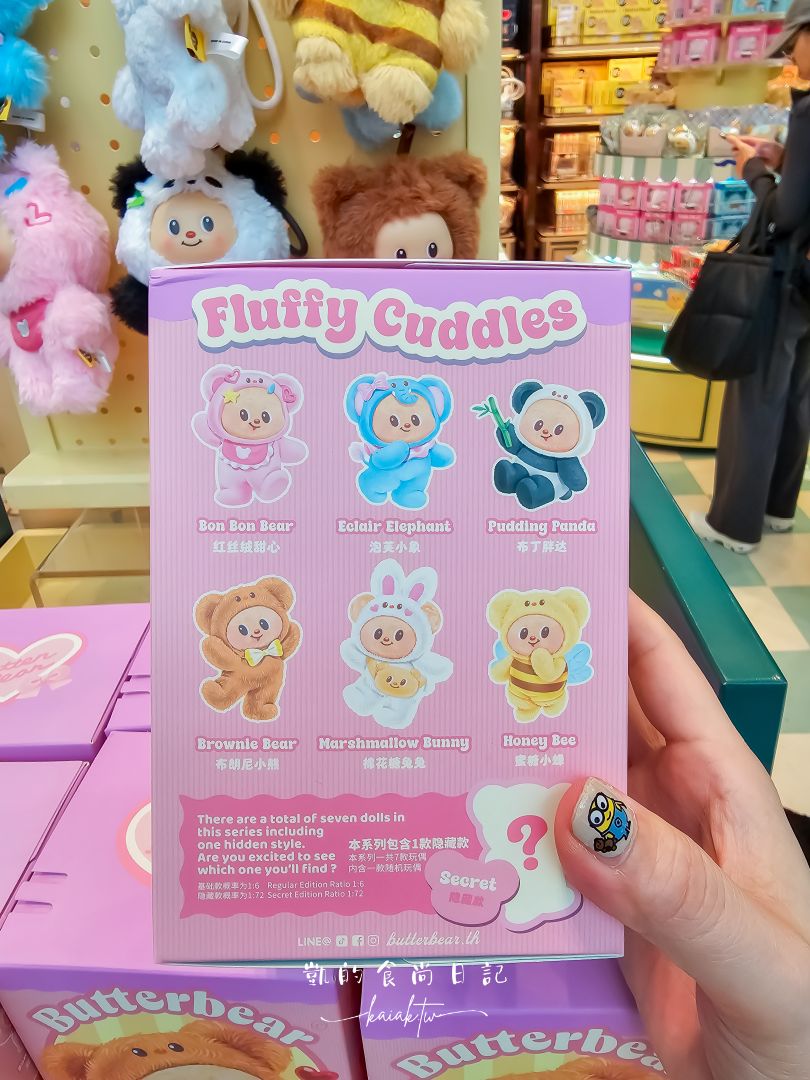 Fluffy Cuddles
Bon Bon Bear
红丝绒甜心
Eclair Elephant
泡芙小象
Pudding Panda
布丁胖达
Brownie Bear
布朗尼小熊
Marshmallow Bunny
棉花糖兔兔
Honey Bee
蜜糖小蜂
There are a total of seven dolls in
this series including
one hidden style.
Are you excited to see
which one you'll find ?
本系列包含1款隐藏款
本系列一共7款玩偶
内含一款随机玩偶
基础款概率为1:6 Regular Edition Ratio 1:6
隐藏款概率为1:72 Secret Edition Ratio 1:72
?
Secret
隐藏款
LINE@ butterbear.th
凱的食尚日記
kaiak.tw
Butterbear
Butterbea